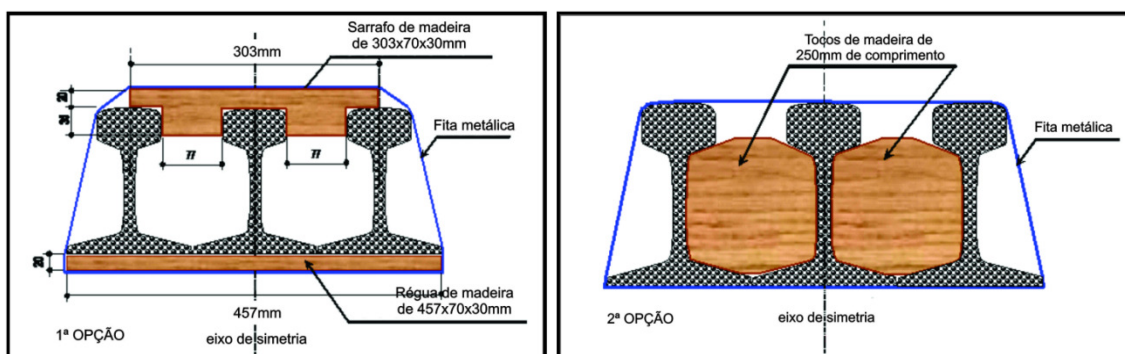 Sarrafo de madeira
de 303x70x30mm
303mm
20
36
77
77
Fita metálica
20
Régua de madeira
de 457x70x30mm
457mm
1ª OPÇÃO
eixo de simetria
Tocos de madeira de
250mm de comprimento
Fita metálica
2ª OPÇÃO
eixo de simetria